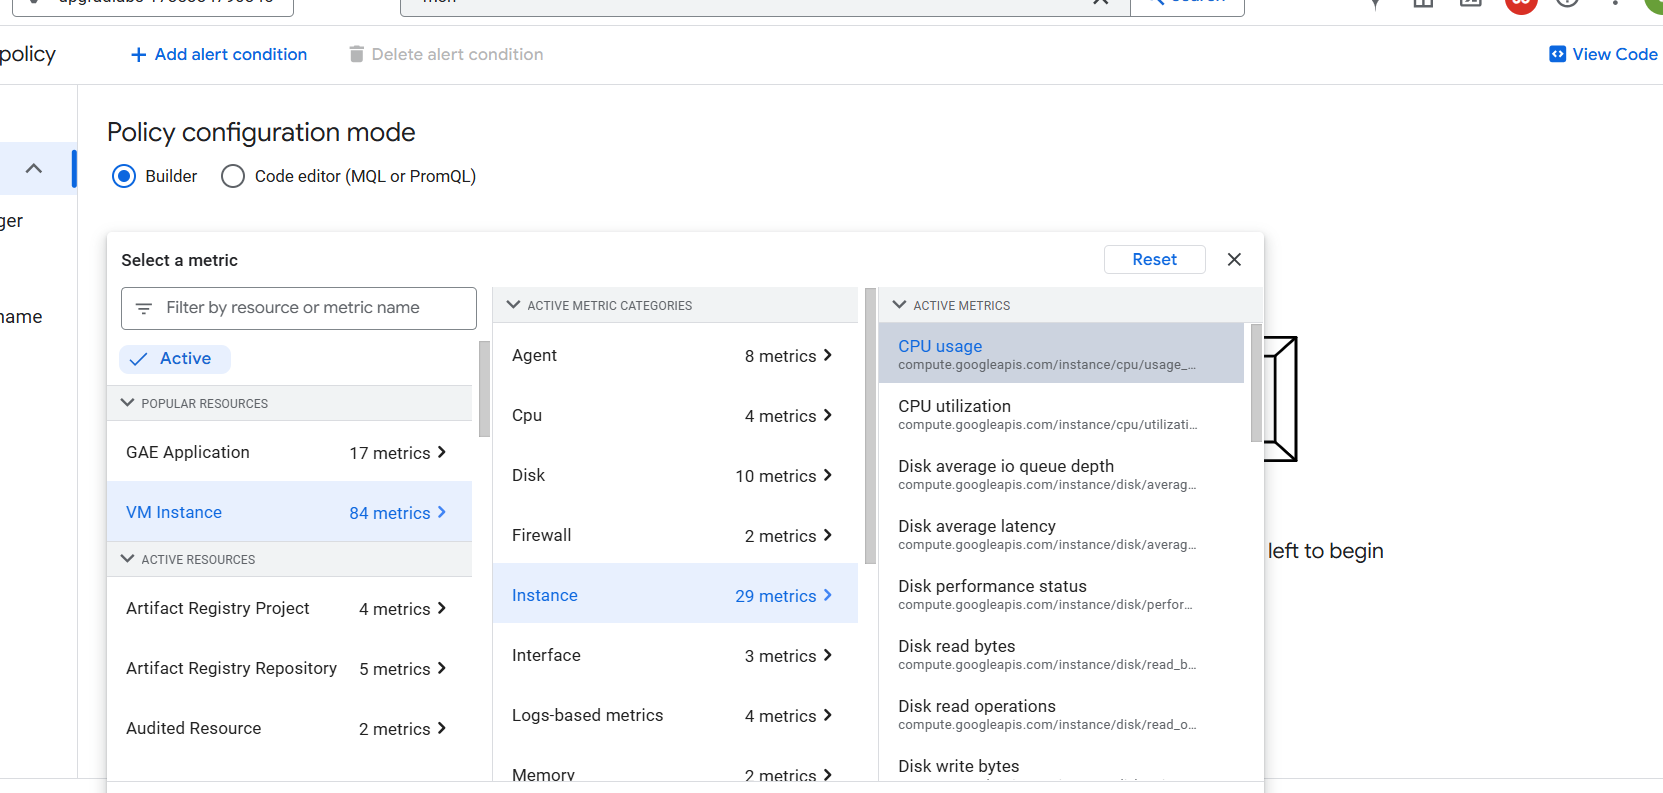 policy
Add alert condition
Delete alert condition
View Code
Policy configuration mode
Builder
Code editor (MQL or PromQL)
Select a metric
Reset
Filter by resource or metric name
Active
POPULAR RESOURCES
GAE Application 17 metrics
VM Instance 84 metrics
ACTIVE RESOURCES
Artifact Registry Project 4 metrics
Artifact Registry Repository 5 metrics
Audited Resource 2 metrics
ACTIVE METRIC CATEGORIES
Agent 8 metrics
Cpu 4 metrics
Disk 10 metrics
Firewall 2 metrics
Instance 29 metrics
Interface 3 metrics
Logs-based metrics 4 metrics
Memory 2 metrics
ACTIVE METRICS
CPU usage
compute.googleapis.com/instance/cpu/usage_...
CPU utilization
compute.googleapis.com/instance/cpu/utilizati...
Disk average io queue depth
compute.googleapis.com/instance/disk/averag...
Disk average latency
compute.googleapis.com/instance/disk/averag...
Disk performance status
compute.googleapis.com/instance/disk/perfor...
Disk read bytes
compute.googleapis.com/instance/disk/read_b...
Disk read operations
compute.googleapis.com/instance/disk/read_o...
Disk write bytes
left to begin